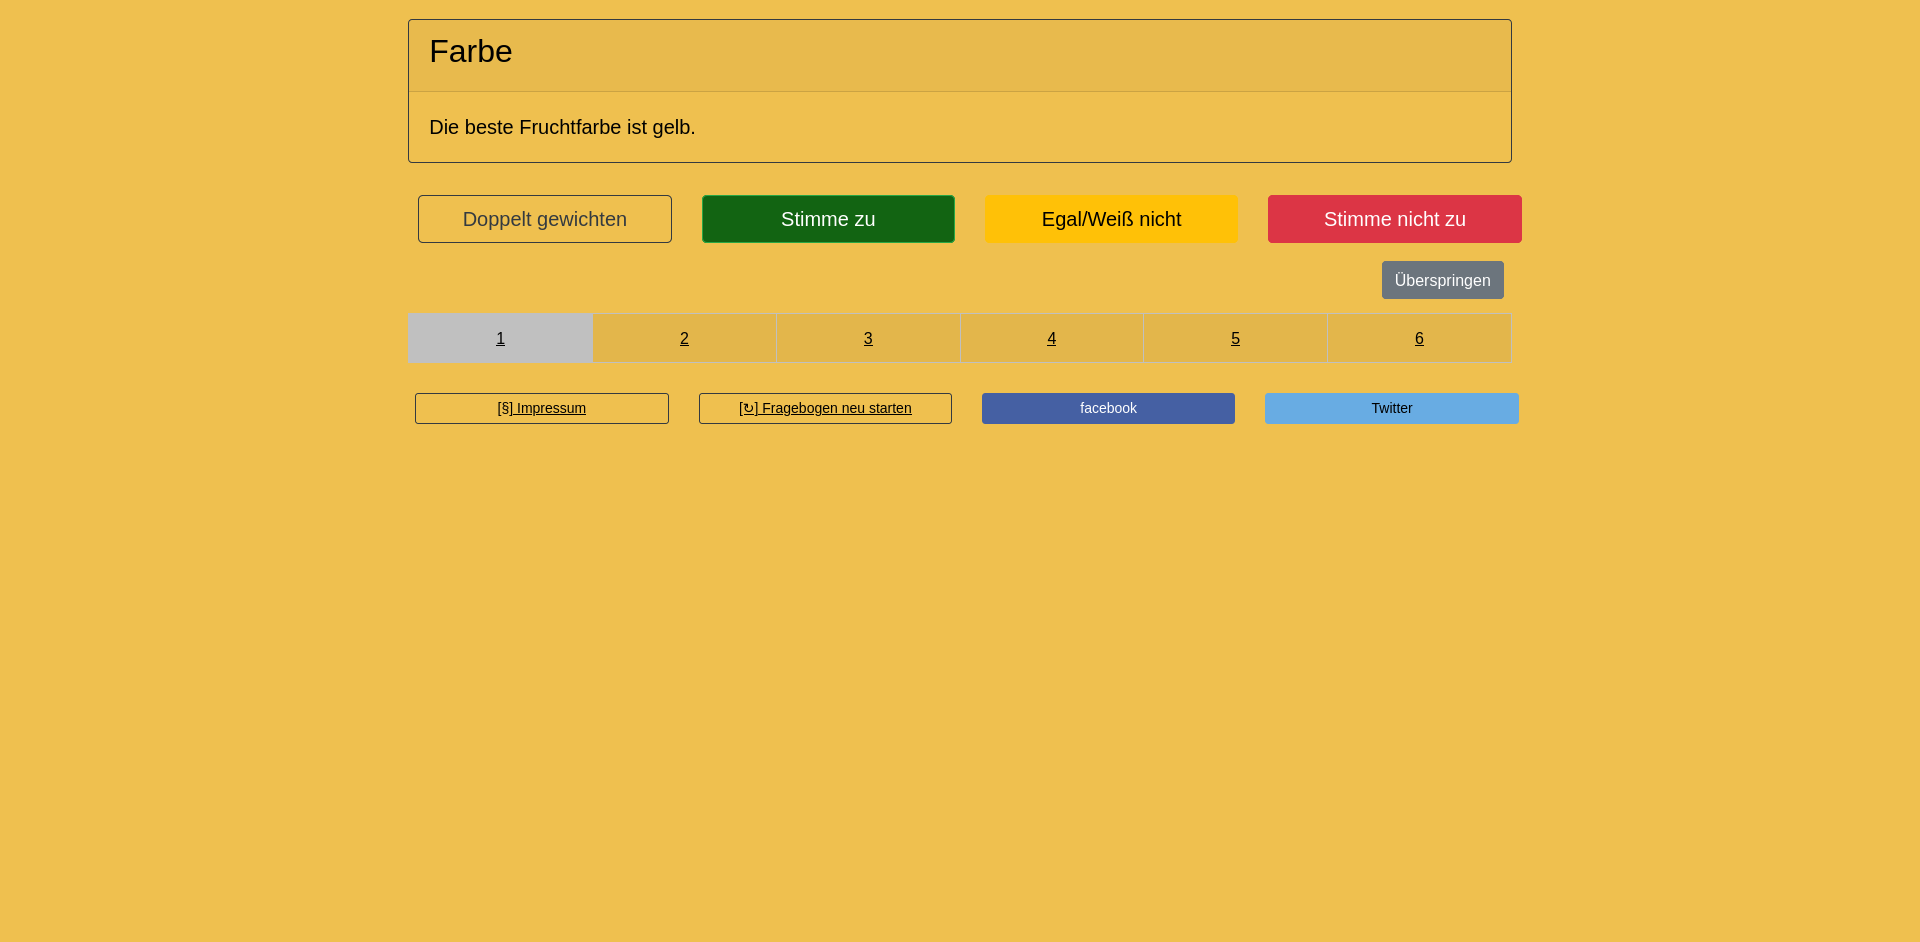 Farbe
Die beste Fruchtfarbe ist gelb.
Doppelt gewichten
Stimme zu
Egal/Weiß nicht
Stimme nicht zu
Überspringen
1 2 3 4 5 6
[§] Impressum
[↻] Fragebogen neu starten
facebook
Twitter